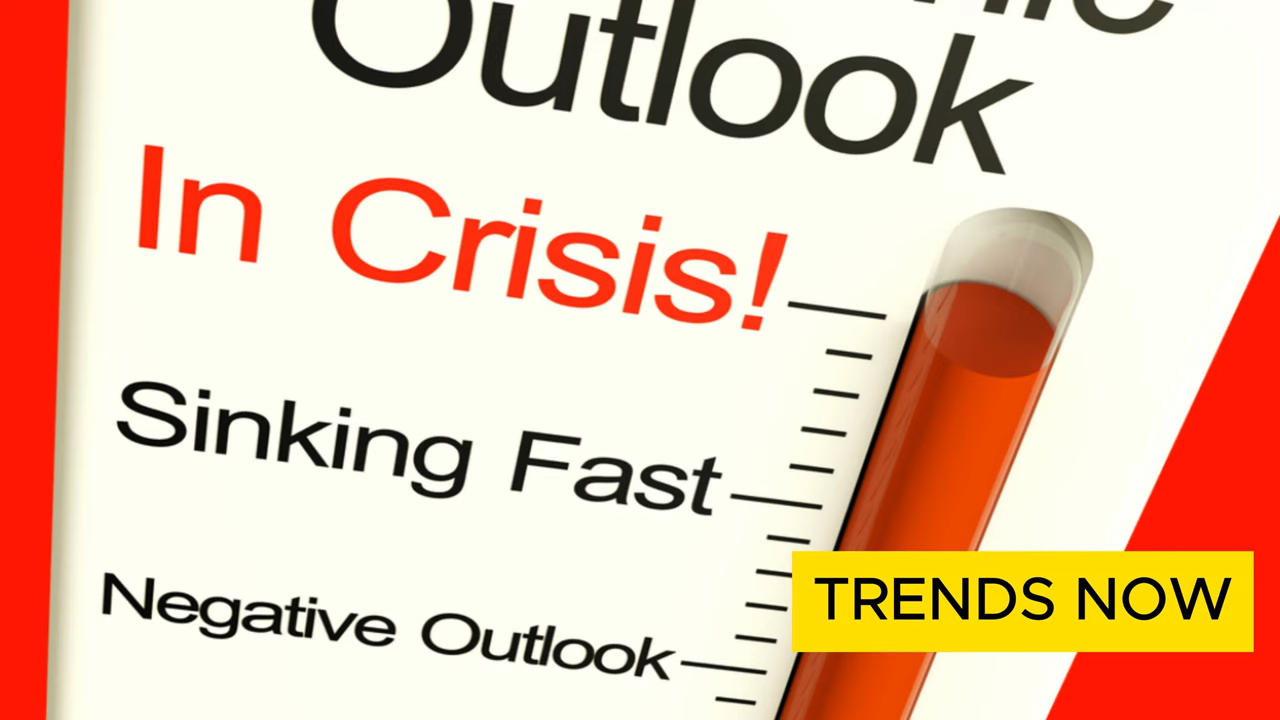 Outlook
In Crisis!
Sinking Fast
Negative Outlook
TRENDS NOW